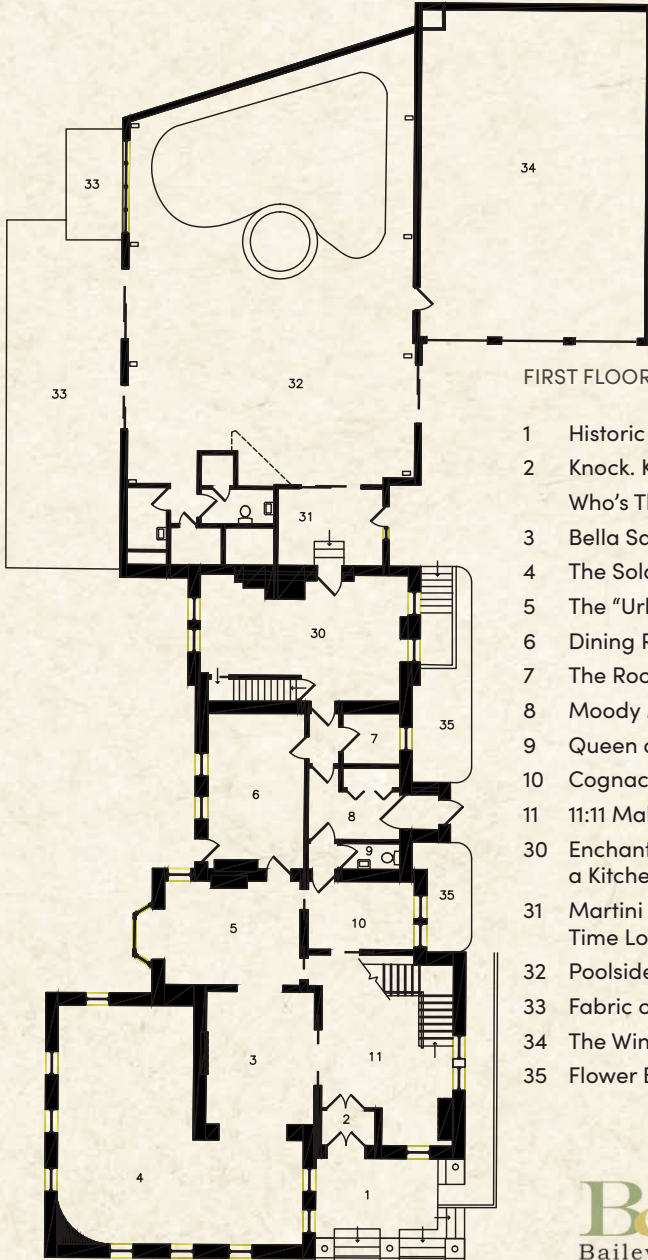 33
34
33
32
31
30
35
7
6
8
9
35
5
10
3
11
2
4
1
FIRST FLOOR
1 Historic
2 Knock. K
Who's Th
3 Bella Sa
4 The Sola
5 The “Url
6 Dining R
7 The Roo
8 Moody
9 Queen
10 Cognac
11 11:11 Mal
30 Enchant
a Kitche
31 Martini
Time Lo
32 Poolside
33 Fabric
34 The Win
35 Flower
B
Bailey